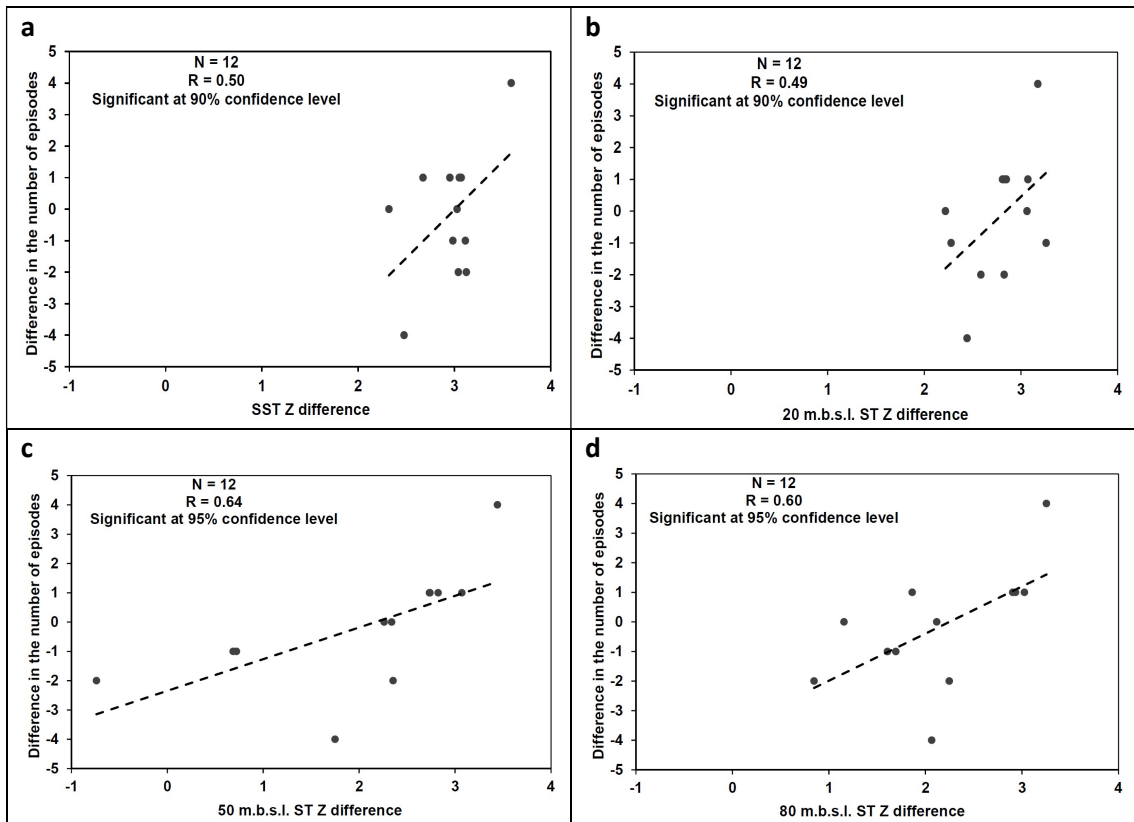 a
N = 12
R = 0.50
Significant at 90% confidence level
Difference in the number of episodes
5
4
3
2
1
0
-1
-2
-3
-4
-5
-1 0 1 2 3 4
SST Z difference
b
N = 12
R = 0.49
Significant at 90% confidence level
Difference in the number of episodes
5
4
3
2
1
0
-1
-2
-3
-4
-5
-1 0 1 2 3 4
20 m.b.s.l. ST Z difference
c
N = 12
R = 0.64
Significant at 95% confidence level
Difference in the number of episodes
5
4
3
2
1
0
-1
-2
-3
-4
-5
-1 0 1 2 3 4
50 m.b.s.l. ST Z difference
d
N = 12
R = 0.60
Significant at 95% confidence level
Difference in the number of episodes
5
4
3
2
1
0
-1
-2
-3
-4
-5
-1 0 1 2 3 4
80 m.b.s.l. ST Z difference